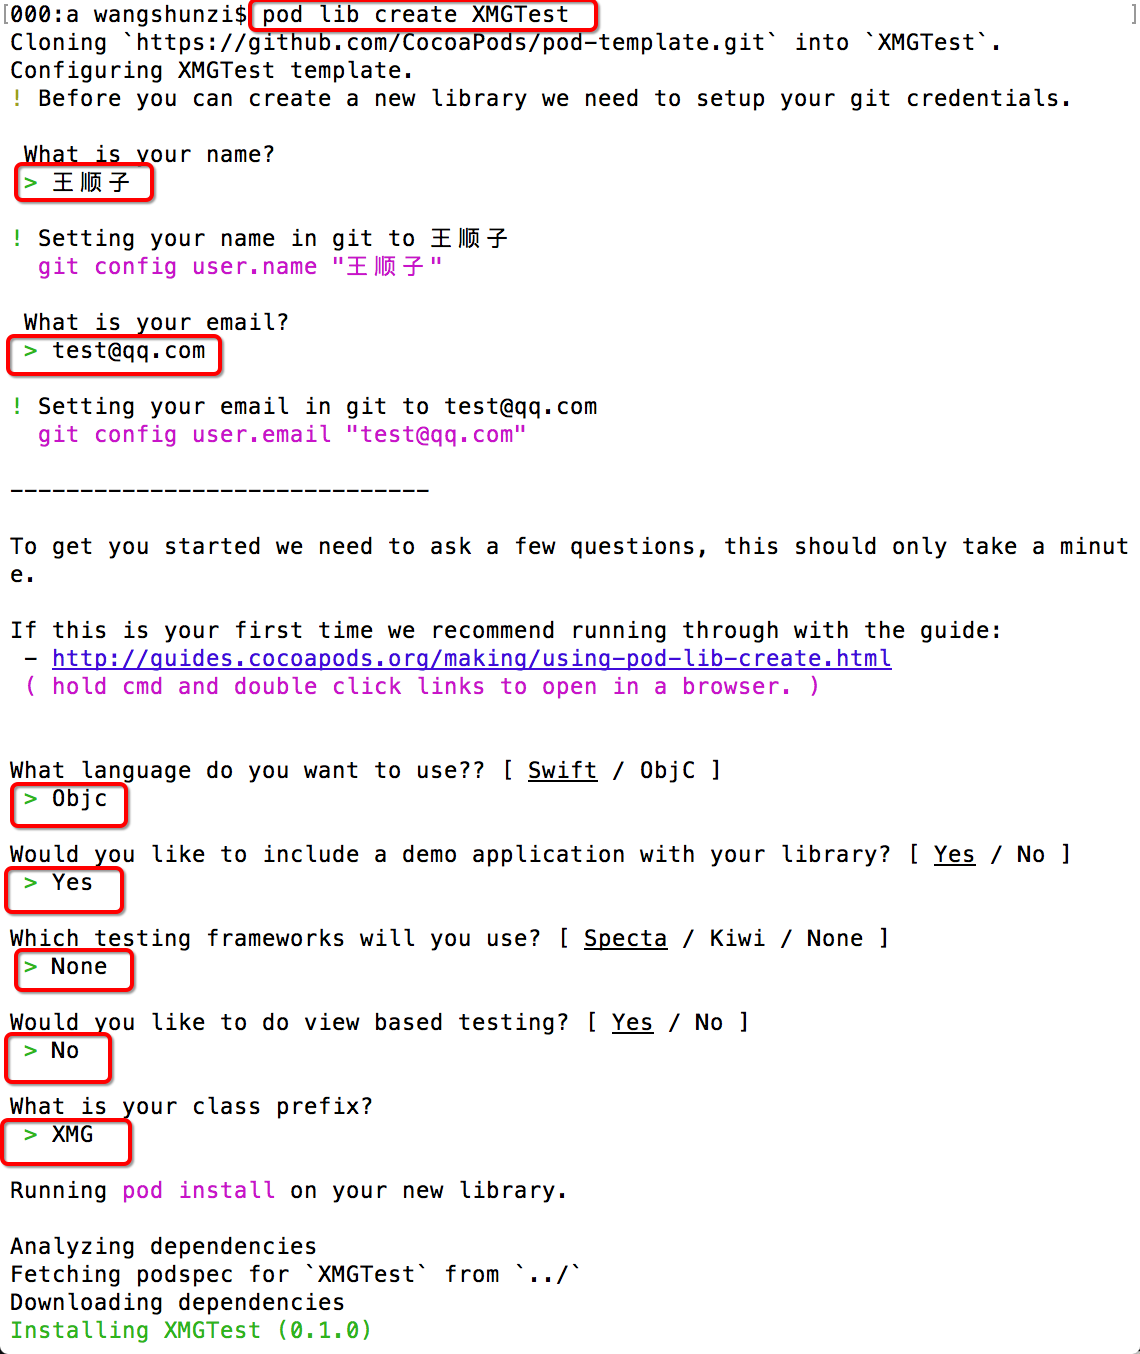 [000:a wangshunzi$ pod lib create XMGTest ]
Cloning `https://github.com/CocoaPods/pod-template.git` into `XMGTest`.
Configuring XMGTest template.
! Before you can create a new library we need to setup your git credentials.
What is your name?
> 王顺子
! Setting your name in git to 王顺子
git config user.name "王顺子"
What is your email?
> test@qq.com
! Setting your email in git to test@qq.com
git config user.email "test@qq.com"
------------------------------
To get you started we need to ask a few questions, this should only take a minut
e.
If this is your first time we recommend running through with the guide:
- http://guides.cocoapods.org/making/using-pod-lib-create.html
( hold cmd and double click links to open in a browser. )
What language do you want to use?? [ Swift / ObjC ]
> Objc
Would you like to include a demo application with your library? [ Yes / No ]
> Yes
Which testing frameworks will you use? [ Specta / Kiwi / None ]
> None
Would you like to do view based testing? [ Yes / No ]
> No
What is your class prefix?
> XMG
Running pod install on your new library.
Analyzing dependencies
Fetching podspec for `XMGTest` from `../`
Downloading dependencies
Installing XMGTest (0.1.0)